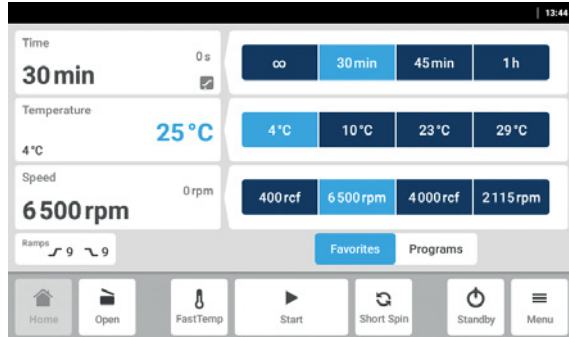 13:44
Time
0 s
30 min
∞ 30 min 45 min 1 h
Temperature
25 °C
4 °C
4 °C 10 °C 23 °C 29 °C
Speed
0 rpm
6 500 rpm
400 rcf 6 500 rpm 4 000 rcf 2 115 rpm
Ramps 9 9
Favorites Programs
Home Open FastTemp Start Short Spin Standby Menu